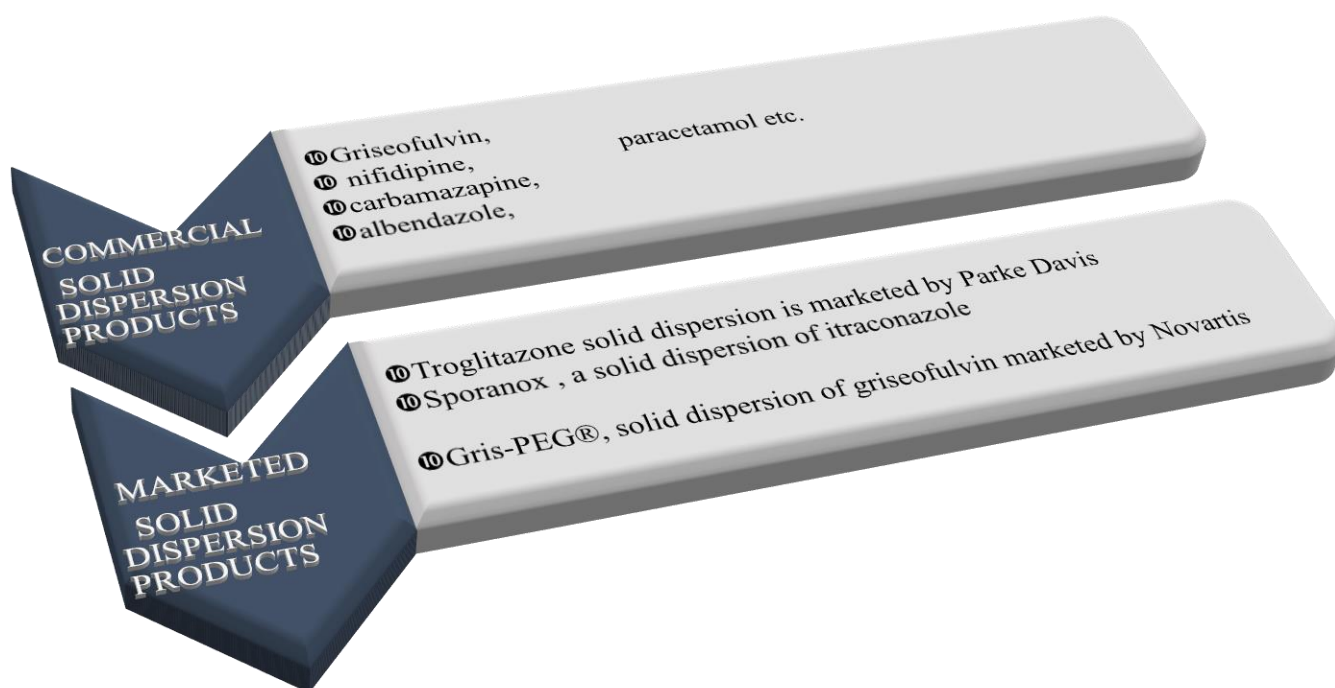 COMMERCIAL
SOLID
DISPERSION
PRODUCTS
❿Griseofulvin,
❿ nifidipine,
❿carbamazapine,
❿albendazole,
paracetamol etc.
MARKETED
SOLID
DISPERSION
PRODUCTS
❿Troglitazone solid dispersion is marketed by Parke Davis
❿Sporanox , a solid dispersion of itraconazole
❿Gris-PEG®, solid dispersion of griseofulvin marketed by Novartis